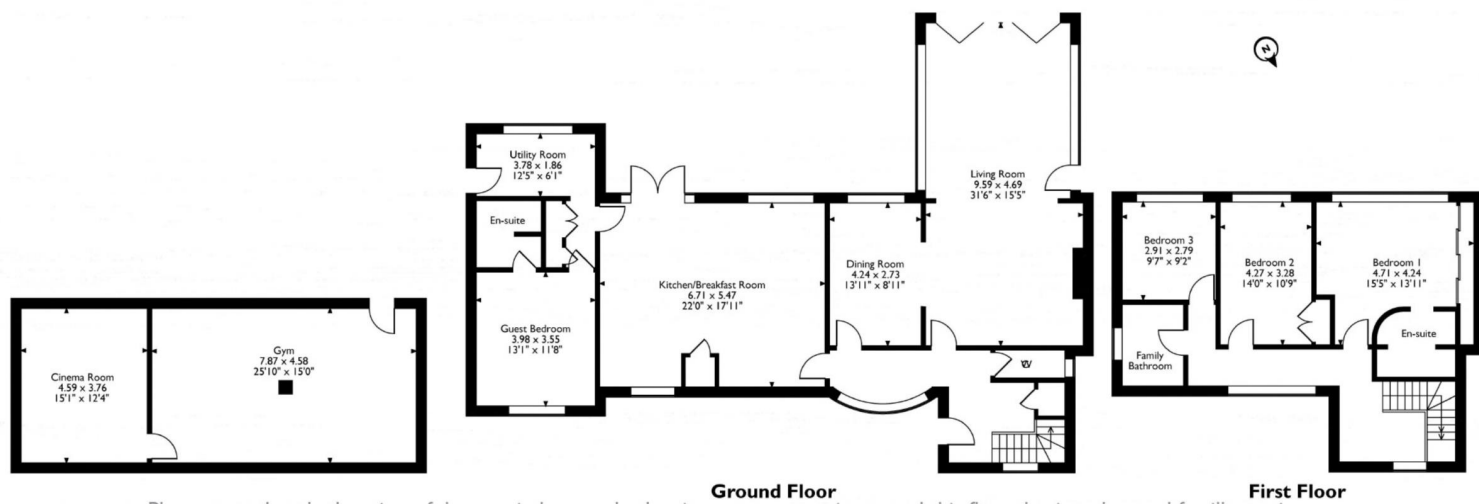 Cinema Room
4.59 x 3.76
15'1" x 12'4"
Gym
7.87 x 4.58
25'10" x 15'0"
Utility Room
3.78 x 1.86
12'5" x 6'1"
En-suite
Guest Bedroom
3.98 x 3.55
13'1" x 11'8"
Kitchen/Breakfast Room
6.71 x 5.47
22'0" x 17'11"
Dining Room
4.24 x 2.73
13'11" x 8'11"
Living Room
9.59 x 4.69
31'6" x 15'5"
Ground Floor
N
Bedroom 3
2.91 x 2.79
9'7" x 9'2"
Bedroom 2
4.27 x 3.28
14'0" x 10'9"
Bedroom 1
4.71 x 4.24
15'5" x 13'11"
En-suite
Family
Bathroom
First Floor